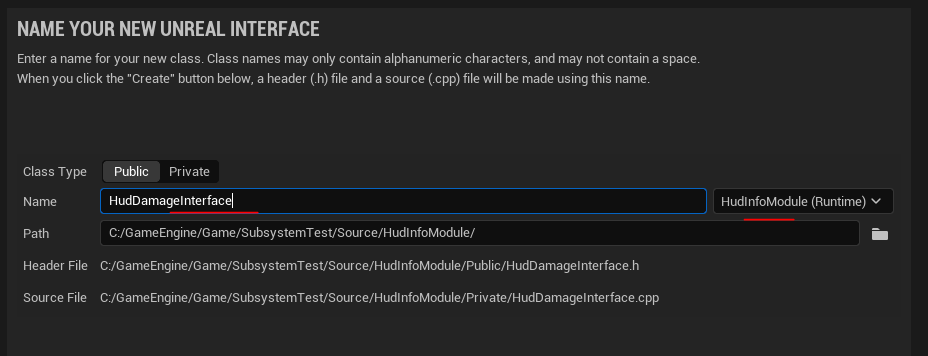 NAME YOUR NEW UNREAL INTERFACE
Enter a name for your new class. Class names may only contain alphanumeric characters, and may not contain a space.
When you click the "Create" button below, a header (.h) file and a source (.cpp) file will be made using this name.
Class Type Public Private
Name HudDamageInterface HudInfoModule (Runtime)
Path C:/GameEngine/Game/SubsystemTest/Source/HudInfoModule/
Header File C:/GameEngine/Game/SubsystemTest/Source/HudInfoModule/Public/HudDamageInterface.h
Source File C:/GameEngine/Game/SubsystemTest/Source/HudInfoModule/Private/HudDamageInterface.cpp